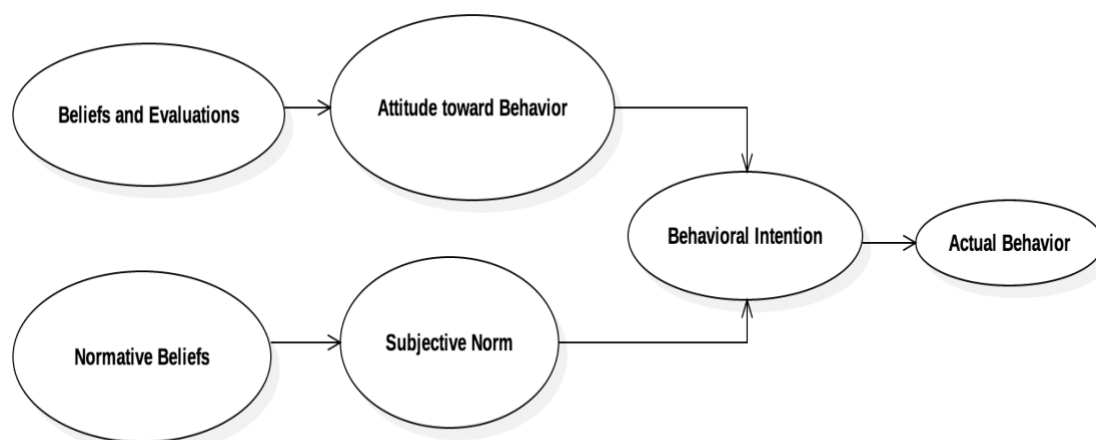 Beliefs and Evaluations
Attitude toward Behavior
Behavioral Intention
Actual Behavior
Normative Beliefs
Subjective Norm